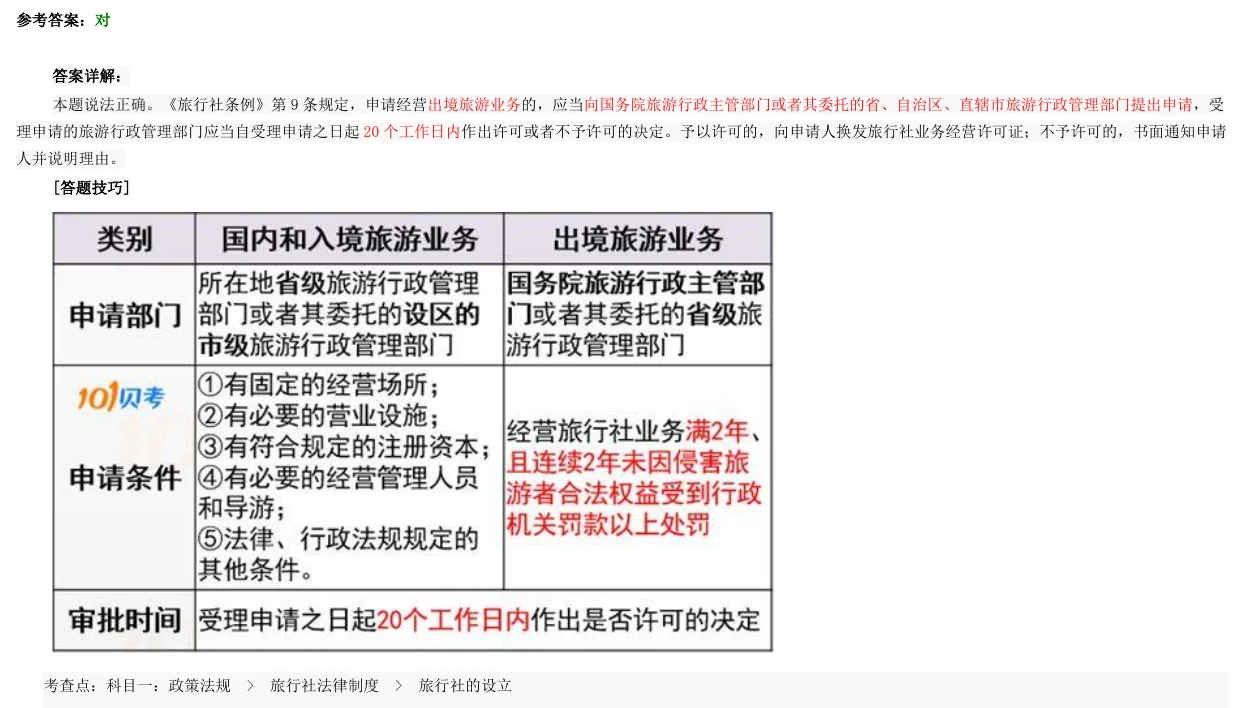 参考答案：对
答案详解：
本题说法正确。《旅行社条例》第 9 条规定，申请经营出境旅游业务的，应当向国务院旅游行政主管部门或者其委托的省、自治区、直辖市旅游行政管理部门提出申请，受
理申请的旅游行政管理部门应当自受理申请之日起 20 个工作日内作出许可或者不予许可的决定。予以许可的，向申请人换发旅行社业务经营许可证；不予许可的，书面通知申请
人并说明理由。
[答题技巧]
类别 国内和入境旅游业务 出境旅游业务
申请部门
所在地省级旅游行政管理
部门或者其委托的设区的
市级旅游行政管理部门
国务院旅游行政主管部
门或者其委托的省级旅
游行政管理部门
101贝考
申请条件
①有固定的经营场所；
②有必要的营业设施；
③有符合规定的注册资本；
④有必要的经营管理人员
和导游；
⑤法律、行政法规规定的
其他条件。
经营旅行社业务满2年、
且连续2年未因侵害旅
游者合法权益受到行政
机关罚款以上处罚
审批时间 受理申请之日起20个工作日内作出是否许可的决定
考查点：科目一：政策法规 > 旅行社法律制度 > 旅行社的设立